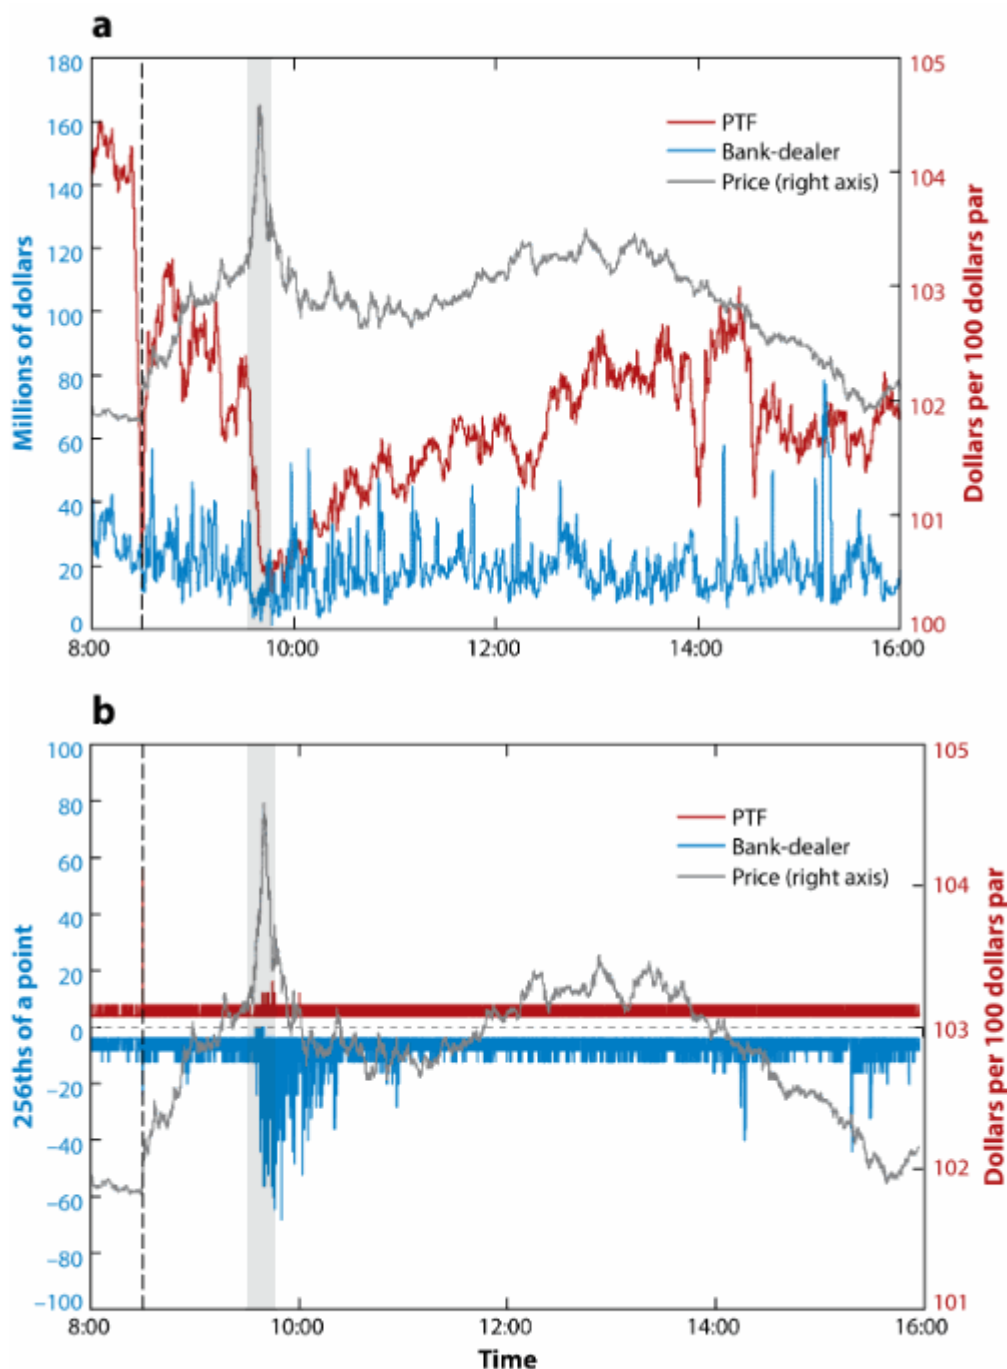 a
Millions of dollars
180
160
140
120
100
80
60
40
20
0
PTF
Bank-dealer
Price (right axis)
105
104
103
102
101
100
Dollars per 100 dollars par
8:00 10:00 12:00 14:00 16:00
b
256ths of a point
100
80
60
40
20
0
–20
–40
–60
–80
–100
PTF
Bank-dealer
Price (right axis)
105
104
103
102
101
Dollars per 100 dollars par
8:00 10:00 12:00 14:00 16:00
Time